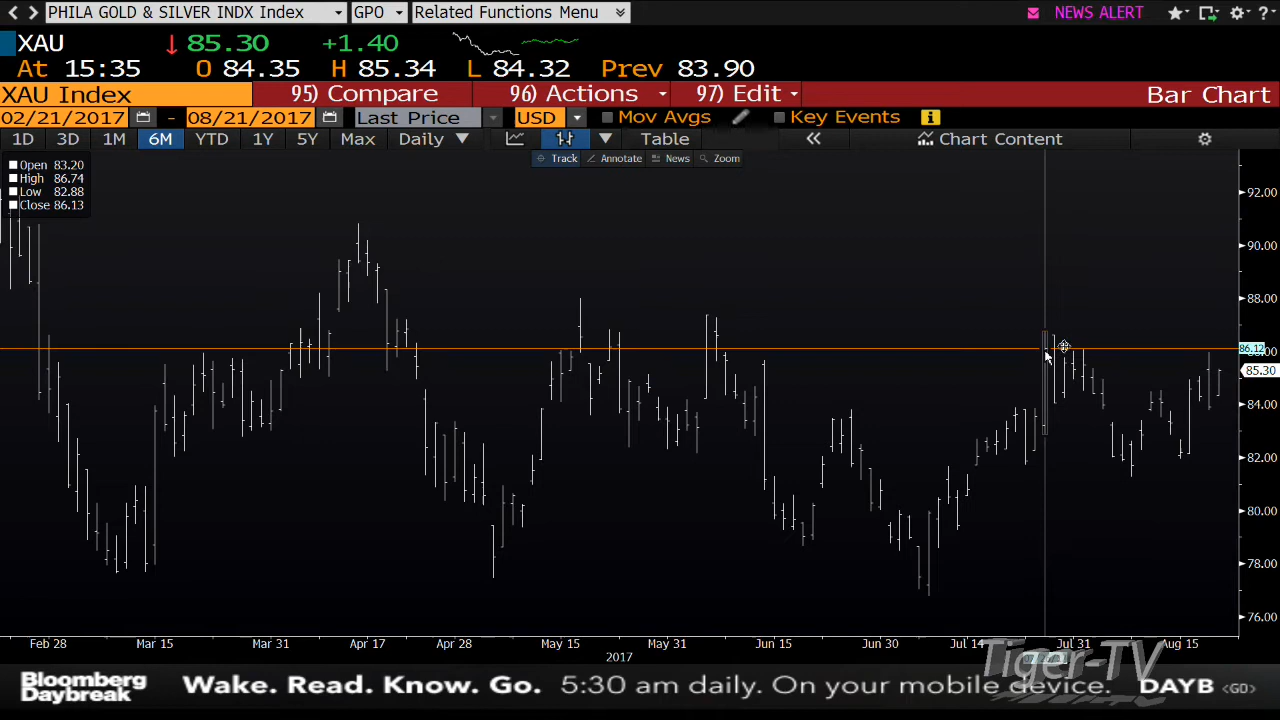 PHILA GOLD & SILVER INDX Index GPO Related Functions Menu NEWS ALERT ?
XAU ↓ 85.30 +1.40
At 15:35 O 84.35 H 85.34 L 84.32 Prev 83.90
XAU Index 95) Compare 96) Actions 97) Edit Bar Chart
02/21/2017 - 08/21/2017 Last Price USD Mov Avgs Key Events
1D 3D 1M 6M YTD 1Y 5Y Max Daily Table « Chart Content
Track Annotate News Zoom
Open 83.20
High 86.74
Low 82.88
Close 86.13
92.00
90.00
88.00
86.12
86.00
85.30
84.00
82.00
80.00
78.00
76.00
Feb 28 Mar 15 Mar 31 Apr 17 Apr 28 May 15 May 31 Jun 15 Jun 30 Jul 14 Jul 31 Aug 15
2017
Tiger-TV
Bloomberg
Daybreak
Wake. Read. Know. Go. 5:30 am daily. On your mobile device. DAYB <GO>